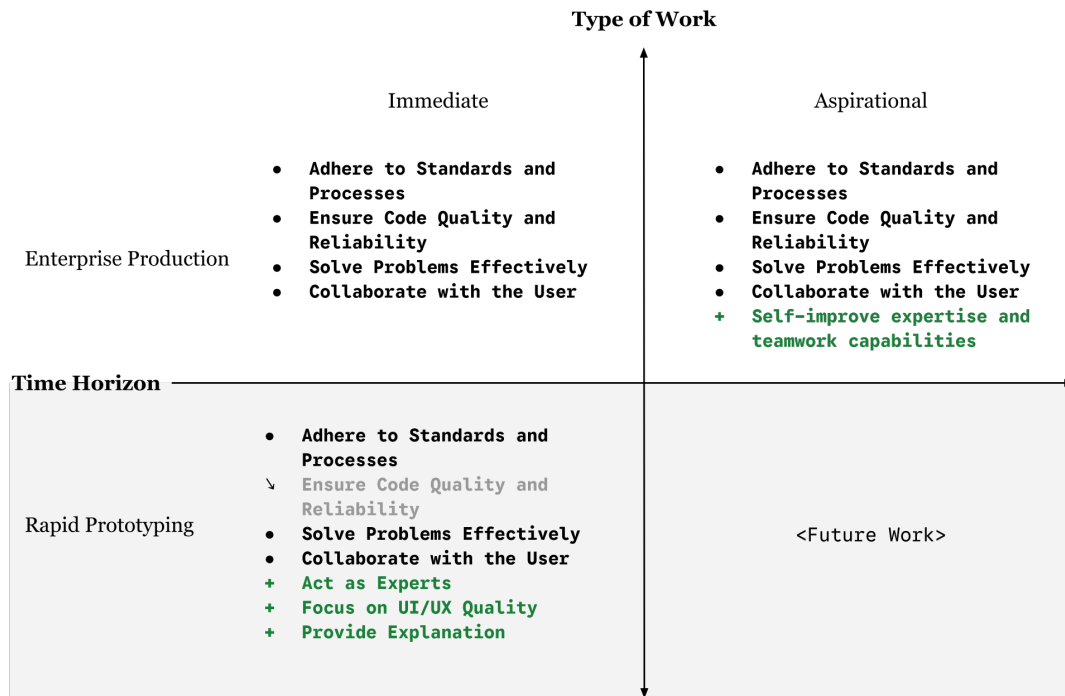 Type of Work
Immediate
Aspirational
Enterprise Production
● Adhere to Standards and
Processes
● Ensure Code Quality and
Reliability
● Solve Problems Effectively
● Collaborate with the User
● Adhere to Standards and
Processes
● Ensure Code Quality and
Reliability
● Solve Problems Effectively
● Collaborate with the User
+ Self-improve expertise and
teamwork capabilities
Time Horizon
Rapid Prototyping
● Adhere to Standards and
Processes
↘ Ensure Code Quality and
Reliability
● Solve Problems Effectively
● Collaborate with the User
+ Act as Experts
+ Focus on UI/UX Quality
+ Provide Explanation
<Future Work>